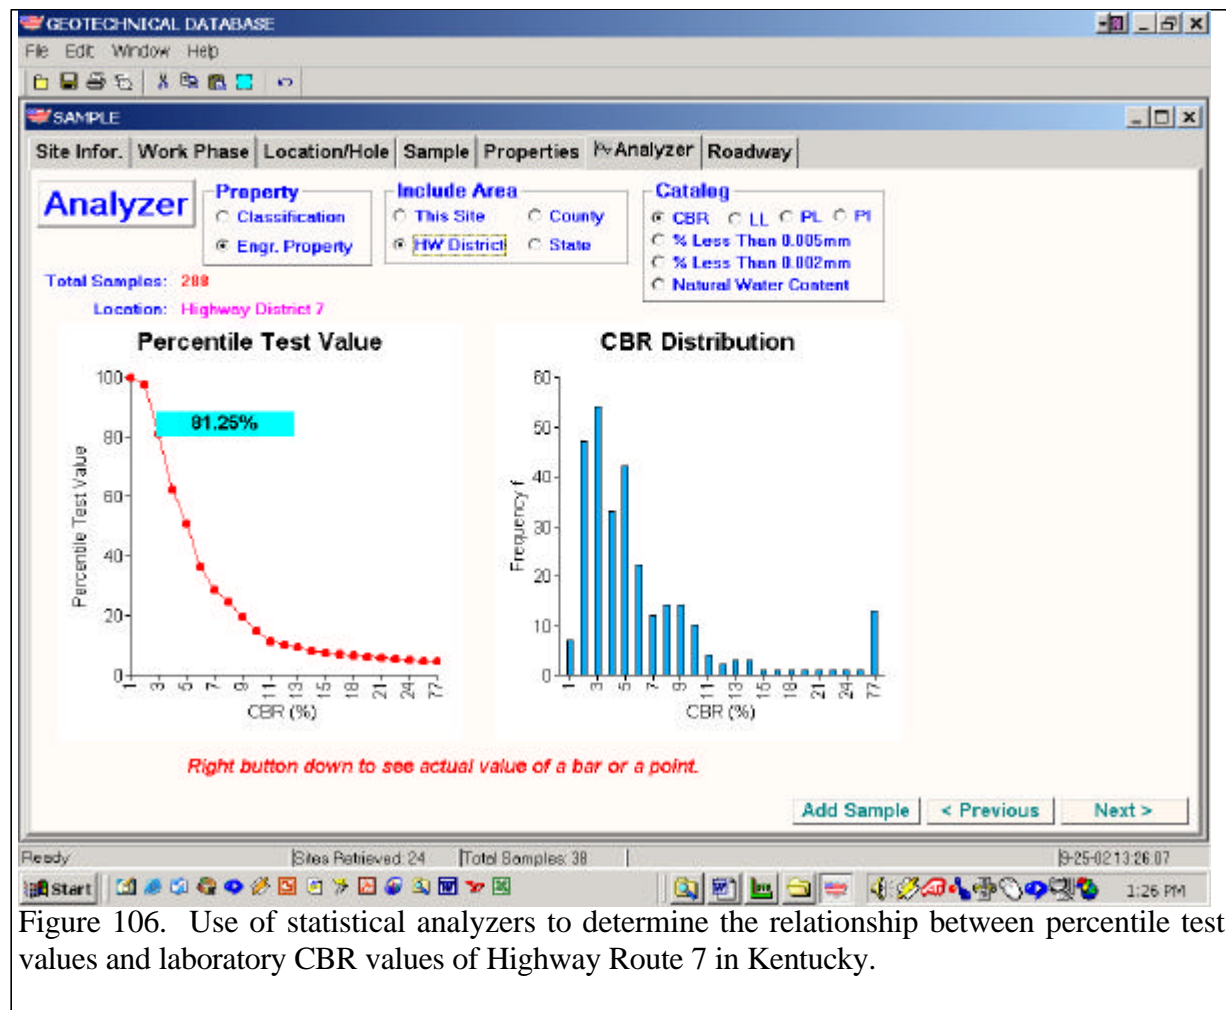 GEOTECHNICAL DATABASE
File Edit Window Help
SAMPLE
Site Infor. Work Phase Location/Hole Sample Properties Analyzer Roadway
Analyzer
Property
Classification
Engr. Property
Include Area
This Site County
HW District State
Catalog
CBR LL PL PI
% Less Than 0.005mm
% Less Than 0.002mm
Natural Water Content
Total Samples: 288
Location: Highway District 7
Percentile Test Value
100
80
60
40
20
0
81.25%
Percentile Test Value
1 3 5 7 9 11 13 15 18 21 24 77
CBR (%)
CBR Distribution
60
50
40
30
20
10
0
Frequency f
1 3 5 7 9 11 13 15 18 21 24 77
CBR (%)
Right button down to see actual value of a bar or a point.
Add Sample < Previous Next >
Ready Sites Retrieved: 24 Total Samples: 38 9-25-02 13:26:07
Start 1:26 PM
Figure 106. Use of statistical analyzers to determine the relationship between percentile test
values and laboratory CBR values of Highway Route 7 in Kentucky.